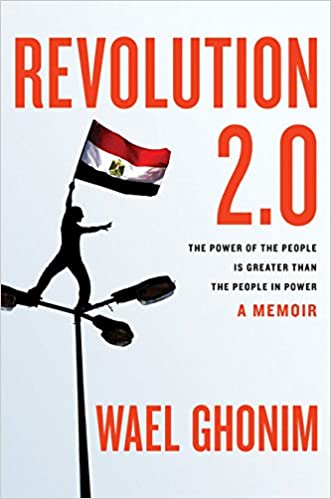 REVOLUTION
2.0
THE POWER OF THE PEOPLE
IS GREATER THAN
THE PEOPLE IN POWER
A MEMOIR
WAEL GHONIM